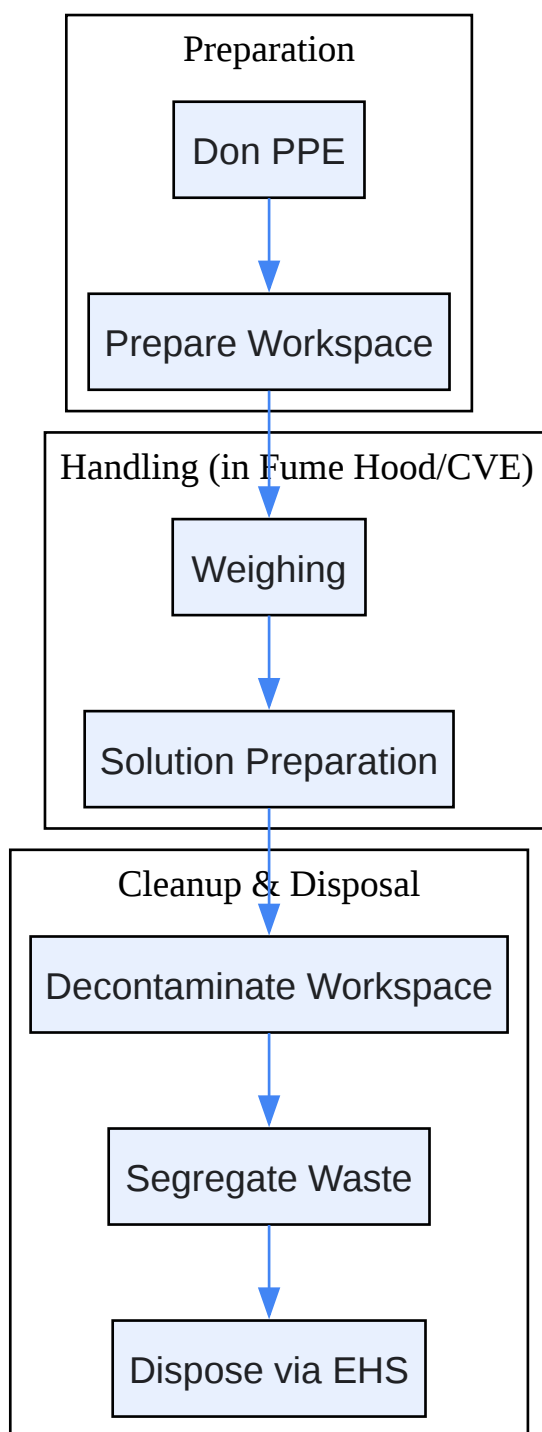 Preparation
Don PPE
Prepare Workspace
Handling (in Fume Hood/CVE)
Weighing
Solution Preparation
Cleanup & Disposal
Decontaminate Workspace
Segregate Waste
Dispose via EHS